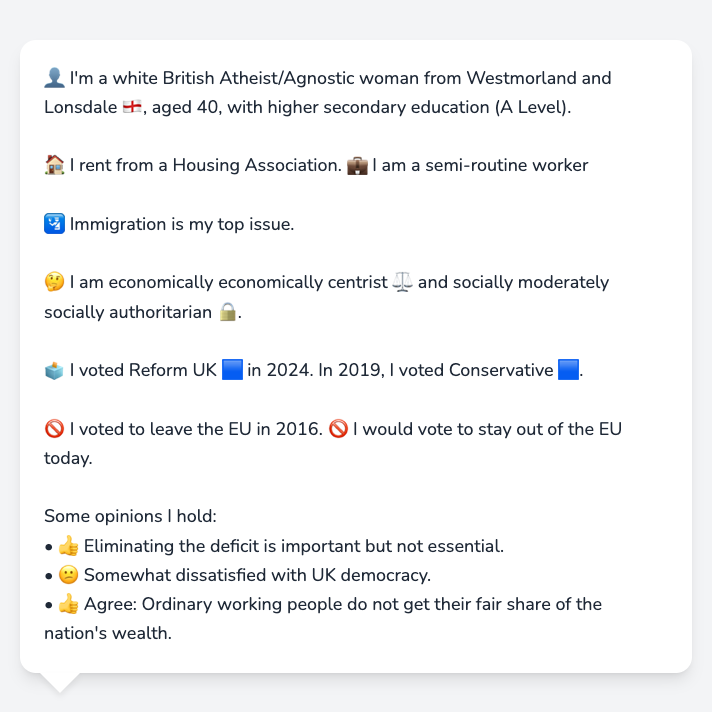 👤 I'm a white British Atheist/Agnostic woman from Westmorland and
Lonsdale 🏴󠁧󠁢󠁥󠁮󠁧󠁿, aged 40, with higher secondary education (A Level).
🏠 I rent from a Housing Association. 💼 I am a semi-routine worker
🛂 Immigration is my top issue.
🤔 I am economically economically centrist ⚖️ and socially moderately
socially authoritarian 🔒.
🗳️ I voted Reform UK 🟦 in 2024. In 2019, I voted Conservative 🟦.
🚫 I voted to leave the EU in 2016. 🚫 I would vote to stay out of the EU
today.
Some opinions I hold:
• 👍 Eliminating the deficit is important but not essential.
• 😕 Somewhat dissatisfied with UK democracy.
• 👍 Agree: Ordinary working people do not get their fair share of the
nation's wealth.